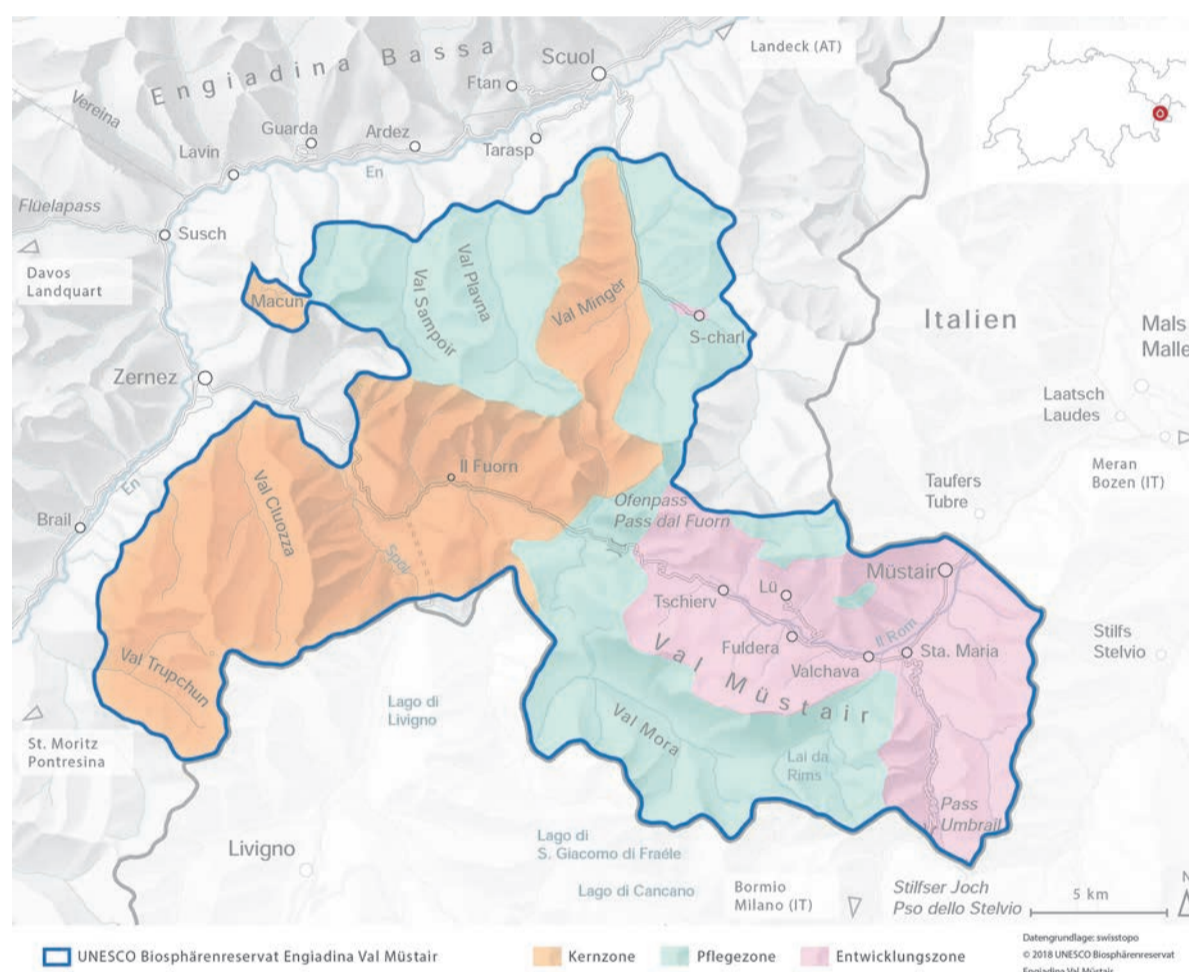 Engiadina Bassa
Scuol
Ftan
Landeck (AT)
Vereina
Guarda
Ardez
Tarasp
Lavin
En
Flüelapass
Susch
Davos
Landquart
Macun
Val Sampoir
Val Plavna
Val Mingèr
S-charl
Italien
Mals
Malle
Zernez
Laatsch
Laudes
Meran
Bozen (IT)
Il Fuorn
Val Cluozza
Ofenpass
Pass dal Fuorn
Taufers
Tubre
En
Brail
Spöl
Müstair
Lü
Tschierv
Fuldera
Il Rom
Valchava
Sta. Maria
Stilfs
Stelvio
Val Müstair
Val Trupchun
Lago di
Livigno
Val Mora
Lai da
Rims
St. Moritz
Pontresina
Pass
Umbrail
Livigno
Lago di
S. Giacomo di Fraéle
Lago di Cancano
Bormio
Milano (IT)
Stilfser Joch
Pso dello Stelvio
5 km
N
UNESCO Biosphärenreservat Engiadina Val Müstair
Kernzone
Pflegezone
Entwicklungszone
Datengrundlage: swisstopo
© 2018 UNESCO Biosphärenreservat
Engiadina Val Müstair